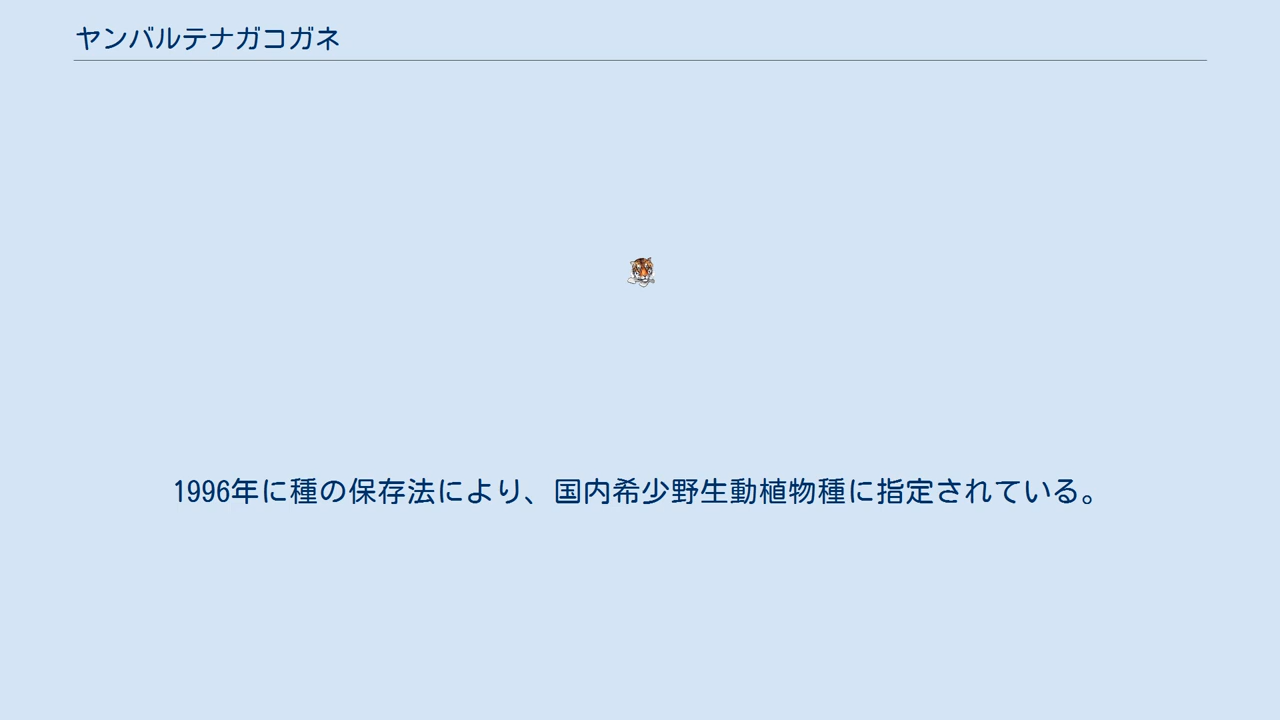 ヤンバルテナガコガネ
1996年に種の保存法により、国内希少野生動植物種に指定されている。